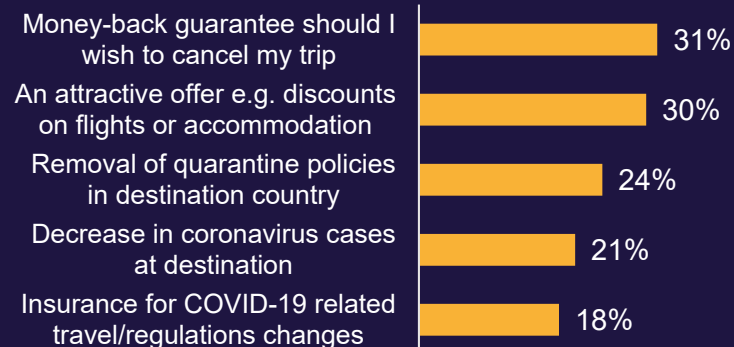 Money-back guarantee should I
wish to cancel my trip
31%
An attractive offer e.g. discounts
on flights or accommodation
30%
Removal of quarantine policies
in destination country
24%
Decrease in coronavirus cases
at destination
21%
Insurance for COVID-19 related
travel/regulations changes
18%